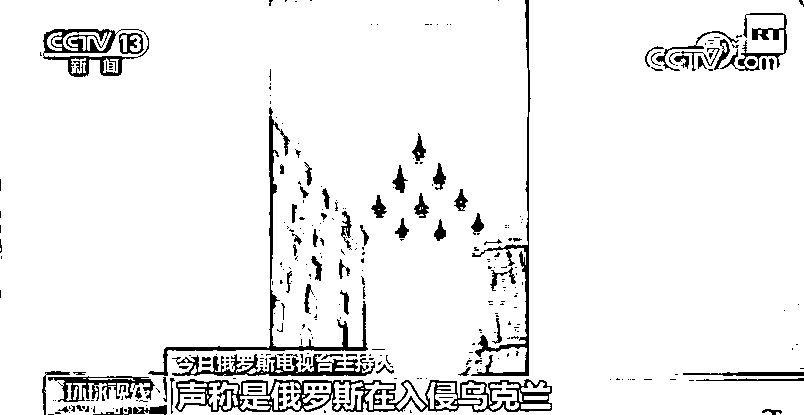 CCTV 13
新闻
RT
CCTV.com
今日俄罗斯电视台主持人
环球视线
声称是俄罗斯在入侵乌克兰